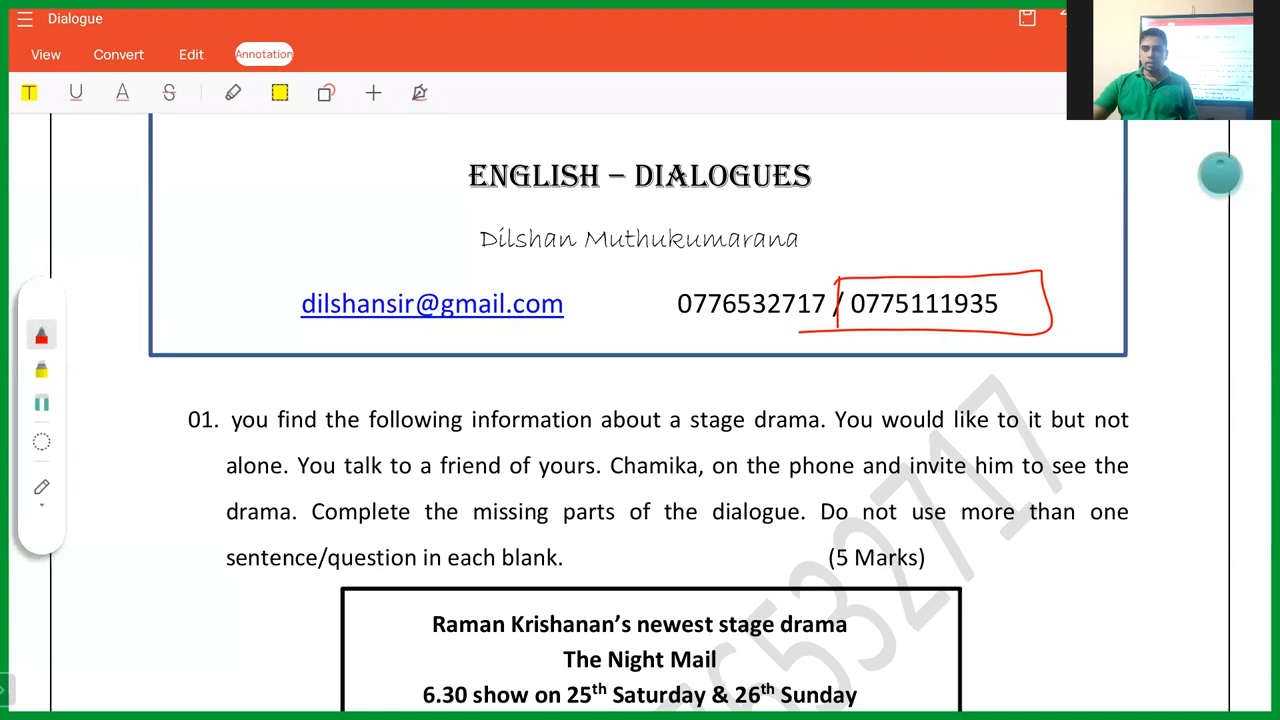 Dialogue
View Convert Edit Annotation
T U A S
ENGLISH – DIALOGUES
Dilshan Muthukumarana
dilshansir@gmail.com 0776532717 / 0775111935
01. you find the following information about a stage drama. You would like to it but not
alone. You talk to a friend of yours. Chamika, on the phone and invite him to see the
drama. Complete the missing parts of the dialogue. Do not use more than one
sentence/question in each blank. (5 Marks)
Raman Krishanan’s newest stage drama
The Night Mail
6.30 show on 25th Saturday & 26th Sunday